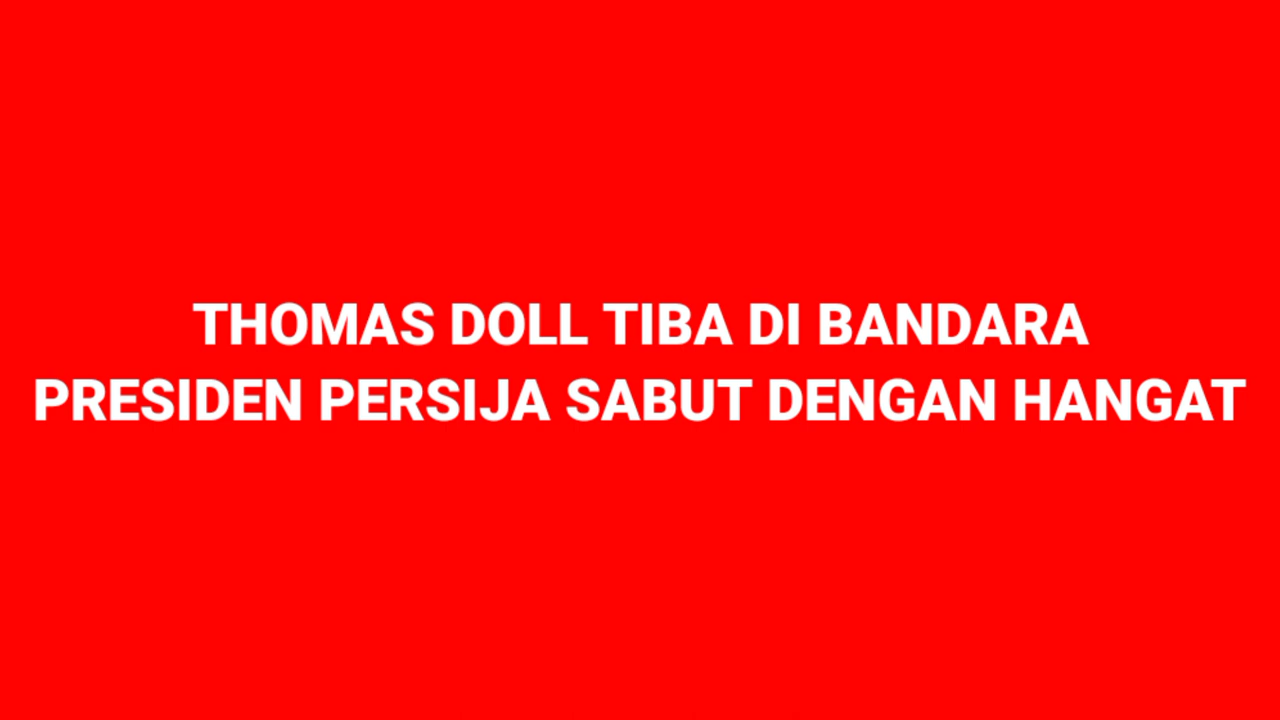 THOMAS DOLL TIBA DI BANDARA
PRESIDEN PERSIJA SABUT DENGAN HANGAT